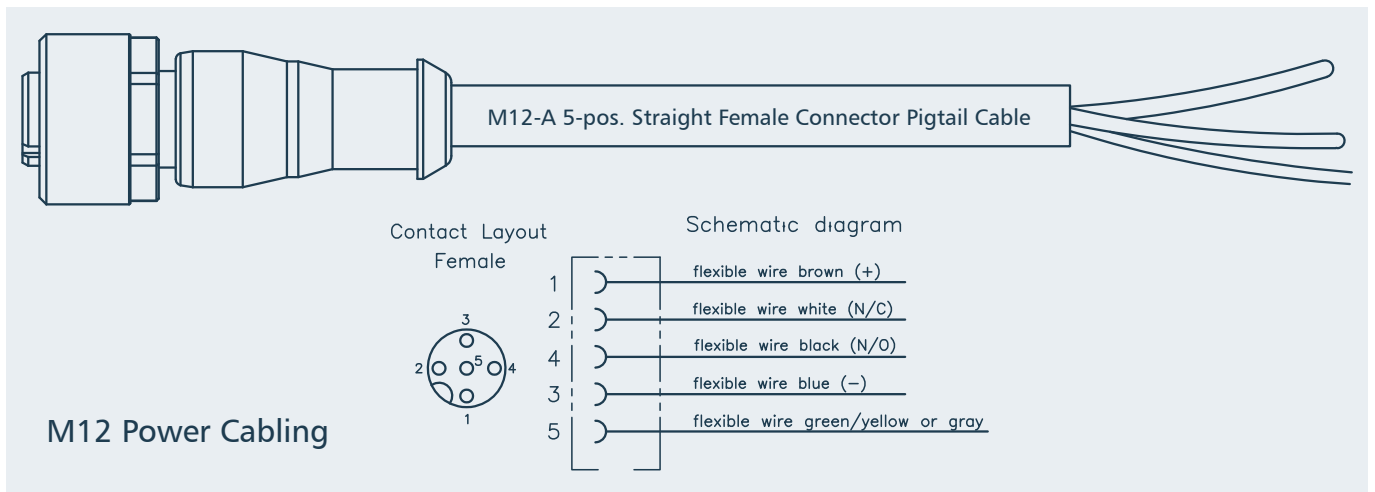 M12-A 5-pos. Straight Female Connector Pigtail Cable
Contact Layout
Female
Schematic diagram
1 flexible wire brown (+)
2 flexible wire white (N/C)
4 flexible wire black (N/O)
3 flexible wire blue (−)
5 flexible wire green/yellow or gray
3
2 5 4
1
M12 Power Cabling